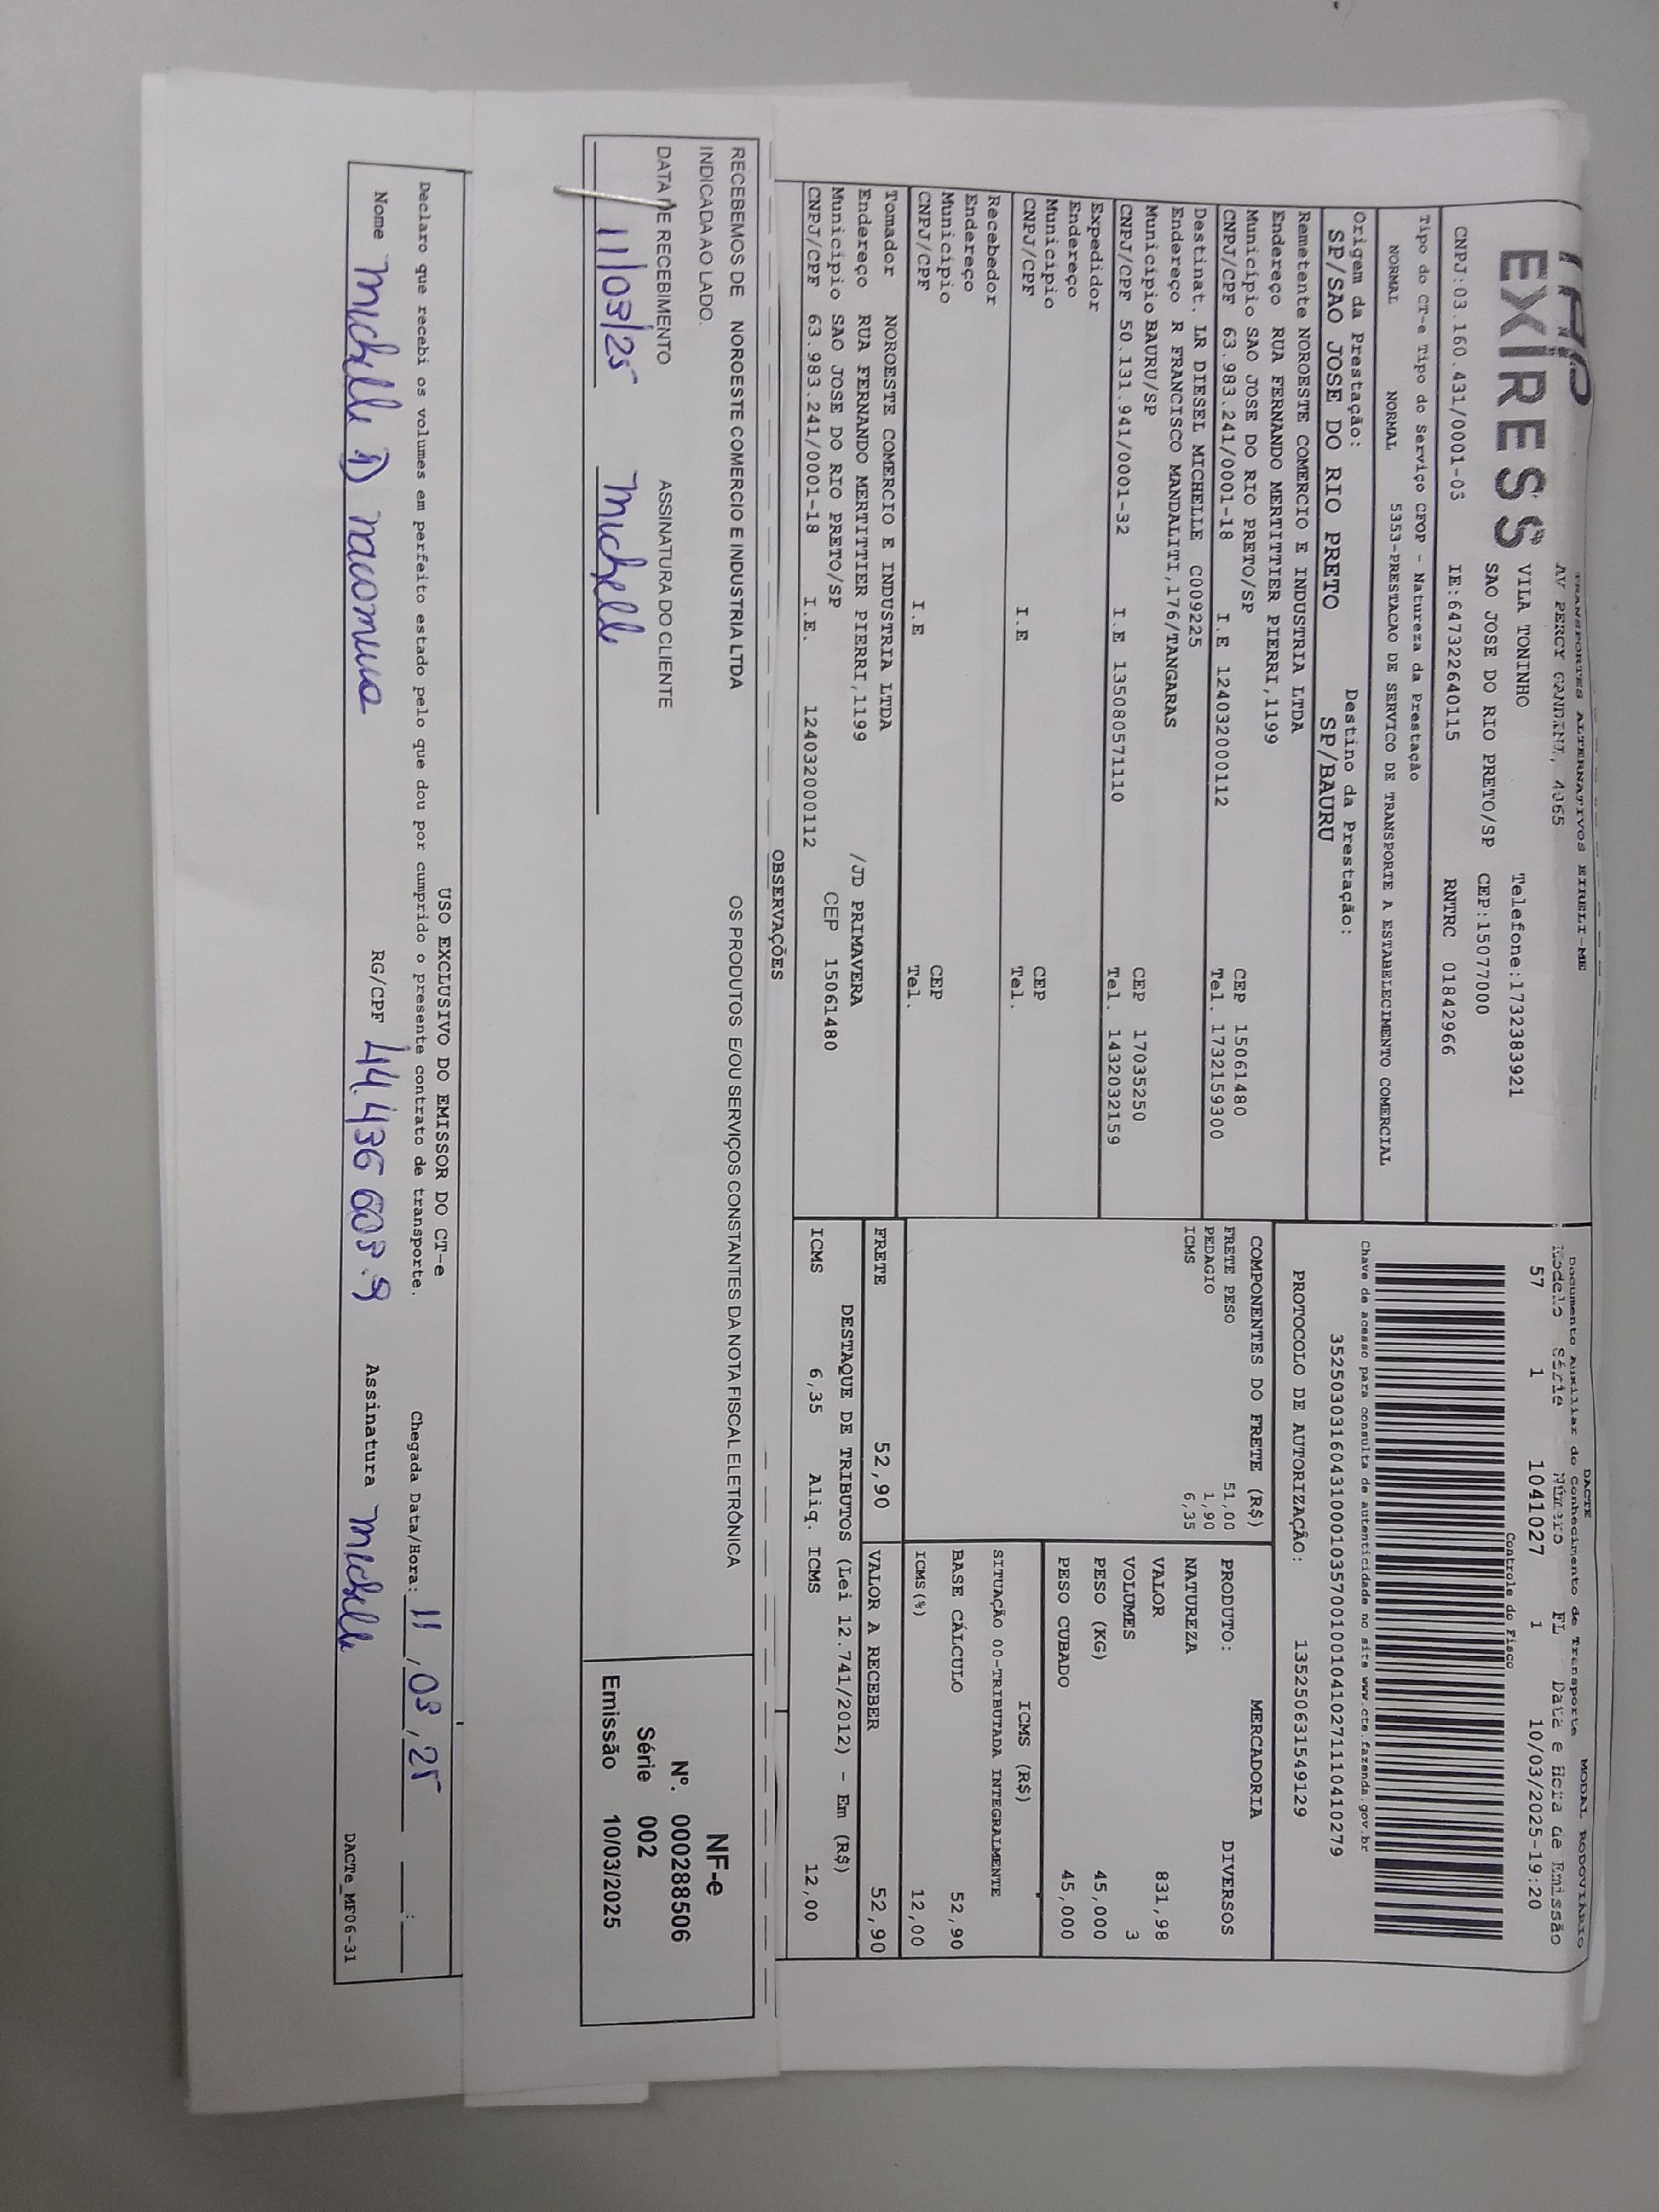 EXPRESS
TRANSPORTES ALTERNATIVOS EIRELI-ME
AV PERCY GANDINI, 4065
VILA TONINHO Telefone:1732383921
SAO JOSE DO RIO PRETO/SP CEP:15077000
CNPJ:03.160.431/0001-03 IE:647322640115 RNTRC 01842966
Tipo do CT-e Tipo do Serviço CFOP - Natureza da Prestação
NORMAL NORMAL 5353-PRESTACAO DE SERVICO DE TRANSPORTE A ESTABELECIMENTO COMERCIAL
Origem da Prestação: Destino da Prestação:
SP/SAO JOSE DO RIO PRETO SP/BAURU
Remetente NOROESTE COMERCIO E INDUSTRIA LTDA
Endereço RUA FERNANDO MERTITTIER PIERRI,1199
Município SAO JOSE DO RIO PRETO/SP CEP 15061480
CNPJ/CPF 63.983.241/0001-18 I.E 124032000112 Tel. 1732159300
Destinat. LR DIESEL MICHELLE C009225
Endereço R FRANCISCO MANDALITI,176/TANGARAS
Município BAURU/SP CEP 17035250
CNPJ/CPF 50.131.941/0001-32 I.E 135080571110 Tel. 1432032159
Expedidor
Endereço
Município CEP
CNPJ/CPF I.E Tel.
Recebedor
Endereço
Município CEP
CNPJ/CPF I.E Tel.
Tomador NOROESTE COMERCIO E INDUSTRIA LTDA
Endereço RUA FERNANDO MERTITTIER PIERRI,1199 /JD PRIMAVERA
Município SAO JOSE DO RIO PRETO/SP CEP 15061480
CNPJ/CPF 63.983.241/0001-18 I.E. 124032000112
DACTE MODAL RODOVIÁRIO
Documento Auxiliar do Conhecimento de Transporte
Modelo Série Número FL Data e Hora de Emissão
57 1 1041027 1 10/03/2025-19:20
Controle do Fisco
Chave de acesso para consulta de autenticidade no site www.cte.fazenda.gov.br
35250303160431000103570010010410271110410279
PROTOCOLO DE AUTORIZAÇÃO: 135250631549129
COMPONENTES DO FRETE (R$)
FRETE PESO 51,00
PEDAGIO 1,90
ICMS 6,35
MERCADORIA
PRODUTO: DIVERSOS
NATUREZA
VALOR 831,98
VOLUMES 3
PESO (KG) 45,000
PESO CUBADO 45,000
ICMS (R$)
SITUAÇÃO 00-TRIBUTADA INTEGRALMENTE
BASE CÁLCULO 52,90
ICMS(%) 12,00
FRETE 52,90 VALOR A RECEBER 52,90
DESTAQUE DE TRIBUTOS (Lei 12.741/2012) - Em (R$)
ICMS 6,35 Aliq. ICMS 12,00
OBSERVAÇÕES
RECEBEMOS DE NOROESTE COMERCIO E INDUSTRIA LTDA OS PRODUTOS E/OU SERVIÇOS CONSTANTES DA NOTA FISCAL ELETRÔNICA
INDICADA AO LADO.
DATA DE RECEBIMENTO ASSINATURA DO CLIENTE
11/03/25 Michelle
NF-e
Nº. 000288506
Série 002
Emissão 10/03/2025
USO EXCLUSIVO DO EMISSOR DO CT-e
Declaro que recebi os volumes em perfeito estado pelo que dou por cumprido o presente contrato de transporte. Chegada Data/Hora: 11,03,25 __:__
Nome Michelle RG/CPF Assinatura Michelle
DACTe_MF06-31